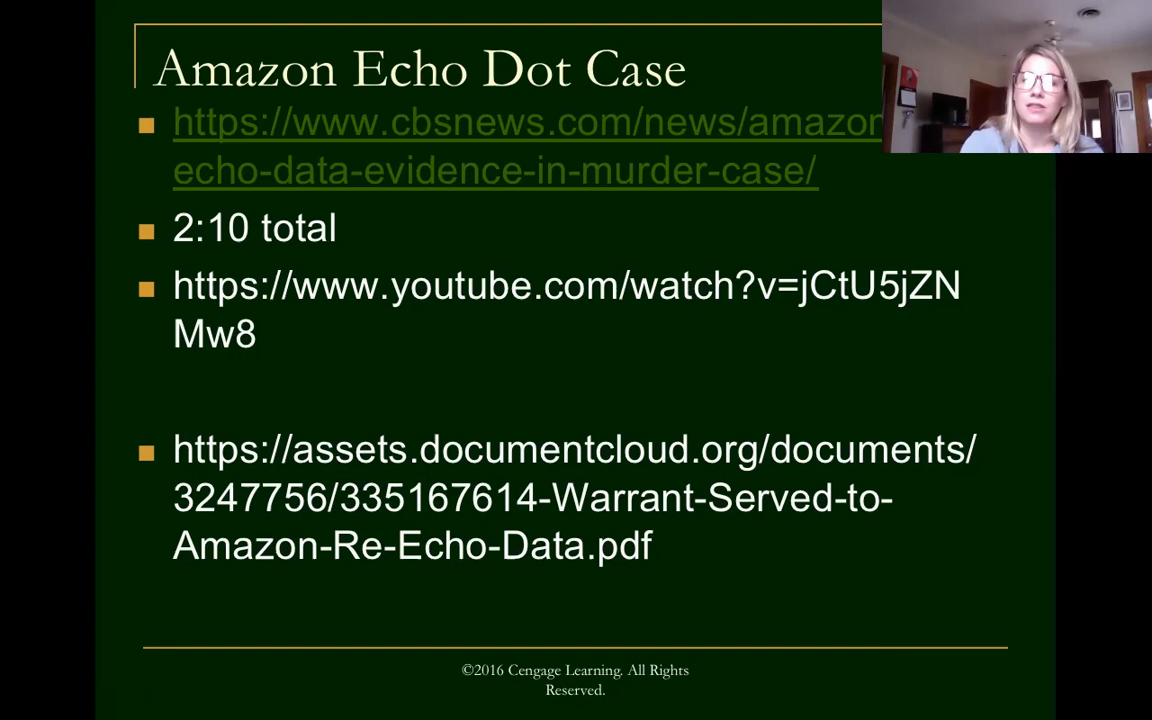 Amazon Echo Dot Case
https://www.cbsnews.com/news/amazon
echo-data-evidence-in-murder-case/
2:10 total
https://www.youtube.com/watch?v=jCtU5jZN
Mw8
https://assets.documentcloud.org/documents/
3247756/335167614-Warrant-Served-to-
Amazon-Re-Echo-Data.pdf
©2016 Cengage Learning. All Rights
Reserved.